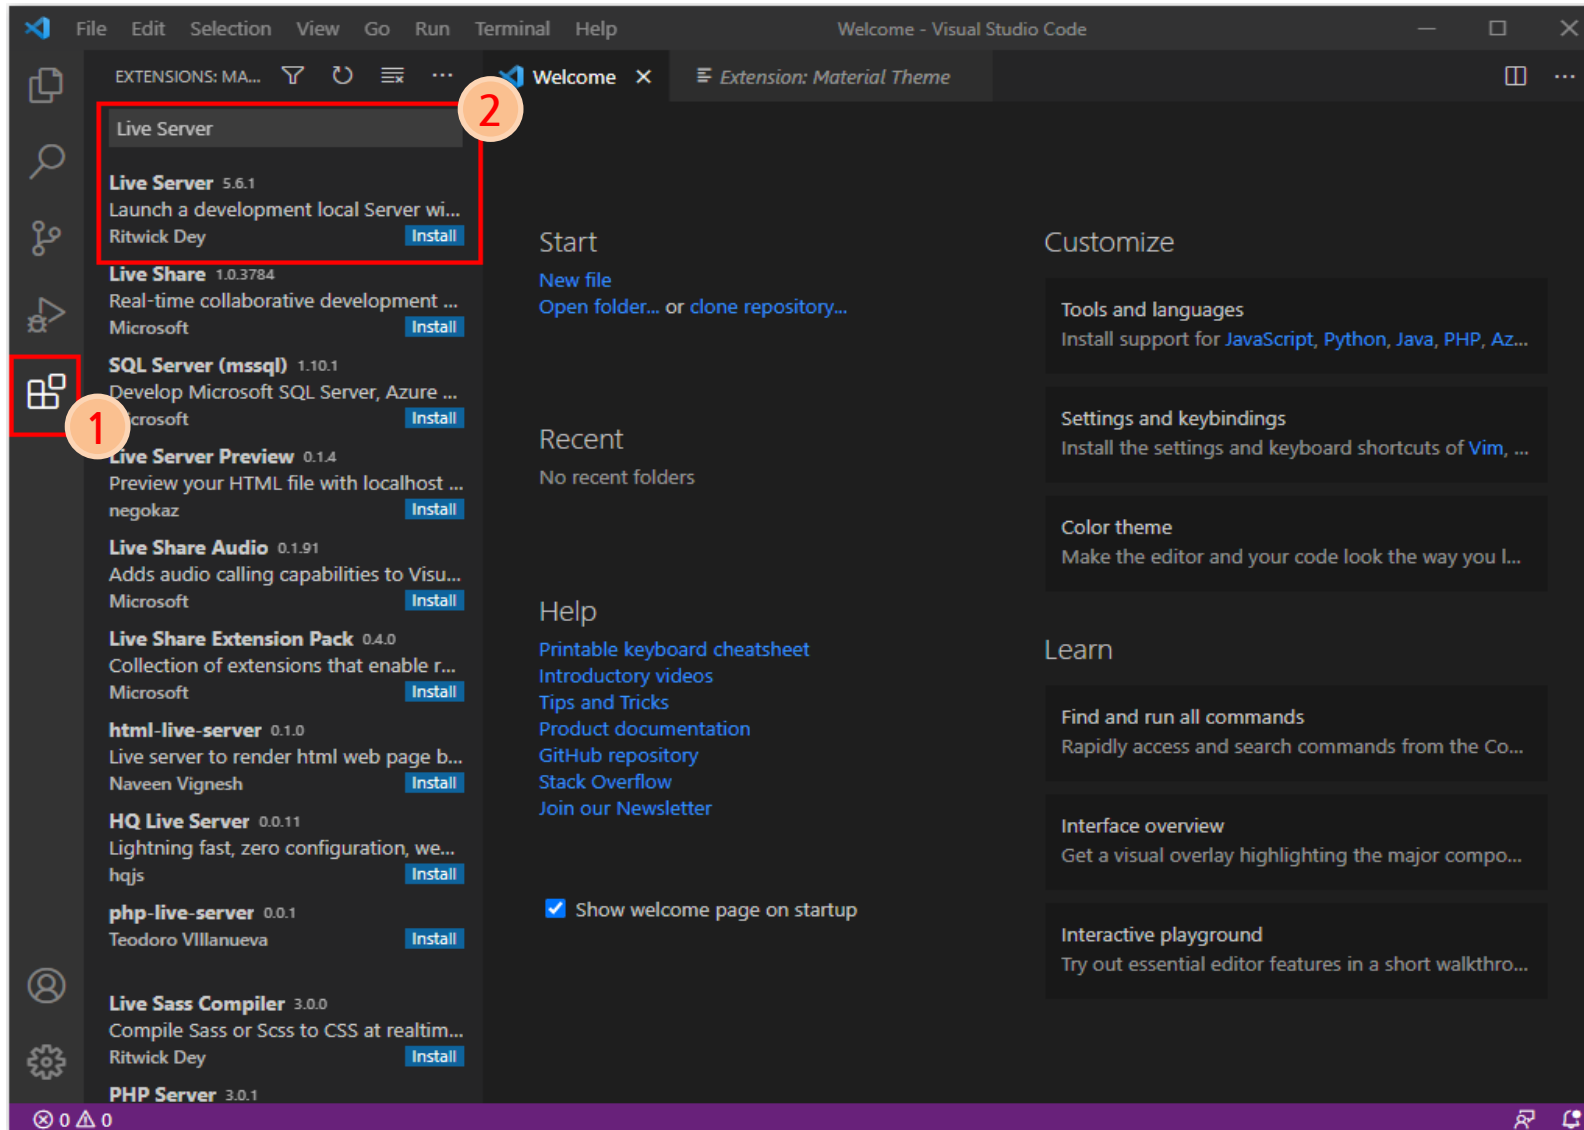 File Edit Selection View Go Run Terminal Help Welcome - Visual Studio Code
EXTENSIONS: MA...
Welcome
Extension: Material Theme
2
Live Server
Live Server 5.6.1
Launch a development local Server wi...
Ritwick Dey Install
Live Share 1.0.3784
Real-time collaborative development ...
Microsoft Install
SQL Server (mssql) 1.10.1
Develop Microsoft SQL Server, Azure ...
crosoft Install
1
Live Server Preview 0.1.4
Preview your HTML file with localhost ...
negokaz Install
Live Share Audio 0.1.91
Adds audio calling capabilities to Visu...
Microsoft Install
Live Share Extension Pack 0.4.0
Collection of extensions that enable r...
Microsoft Install
html-live-server 0.1.0
Live server to render html web page b...
Naveen Vignesh Install
HQ Live Server 0.0.11
Lightning fast, zero configuration, we...
hqjs Install
php-live-server 0.0.1
Teodoro VIllanueva Install
Live Sass Compiler 3.0.0
Compile Sass or Scss to CSS at realtim...
Ritwick Dey Install
PHP Server 3.0.1
Start
New file
Open folder... or clone repository...
Recent
No recent folders
Help
Printable keyboard cheatsheet
Introductory videos
Tips and Tricks
Product documentation
GitHub repository
Stack Overflow
Join our Newsletter
Show welcome page on startup
Customize
Tools and languages
Install support for JavaScript, Python, Java, PHP, Az...
Settings and keybindings
Install the settings and keyboard shortcuts of Vim, ...
Color theme
Make the editor and your code look the way you l...
Learn
Find and run all commands
Rapidly access and search commands from the Co...
Interface overview
Get a visual overlay highlighting the major compo...
Interactive playground
Try out essential editor features in a short walkthro...
0 0